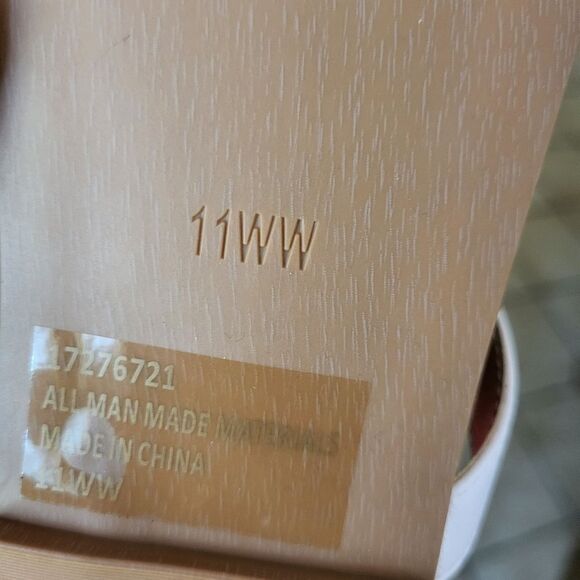 11WW
17276721
ALL MAN MADE MATERIALS
MADE IN CHINA
11WW